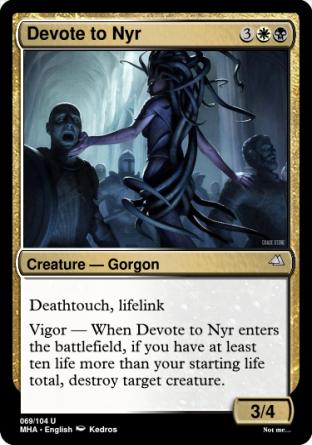 Devote to Nyr 3
CHASE STONE
Creature — Gorgon
Deathtouch, lifelink
Vigor — When Devote to Nyr enters
the battlefield, if you have at least
ten life more than your starting life
total, destroy target creature.
3/4
069/104 U
MHA • English Kedros
Not me...